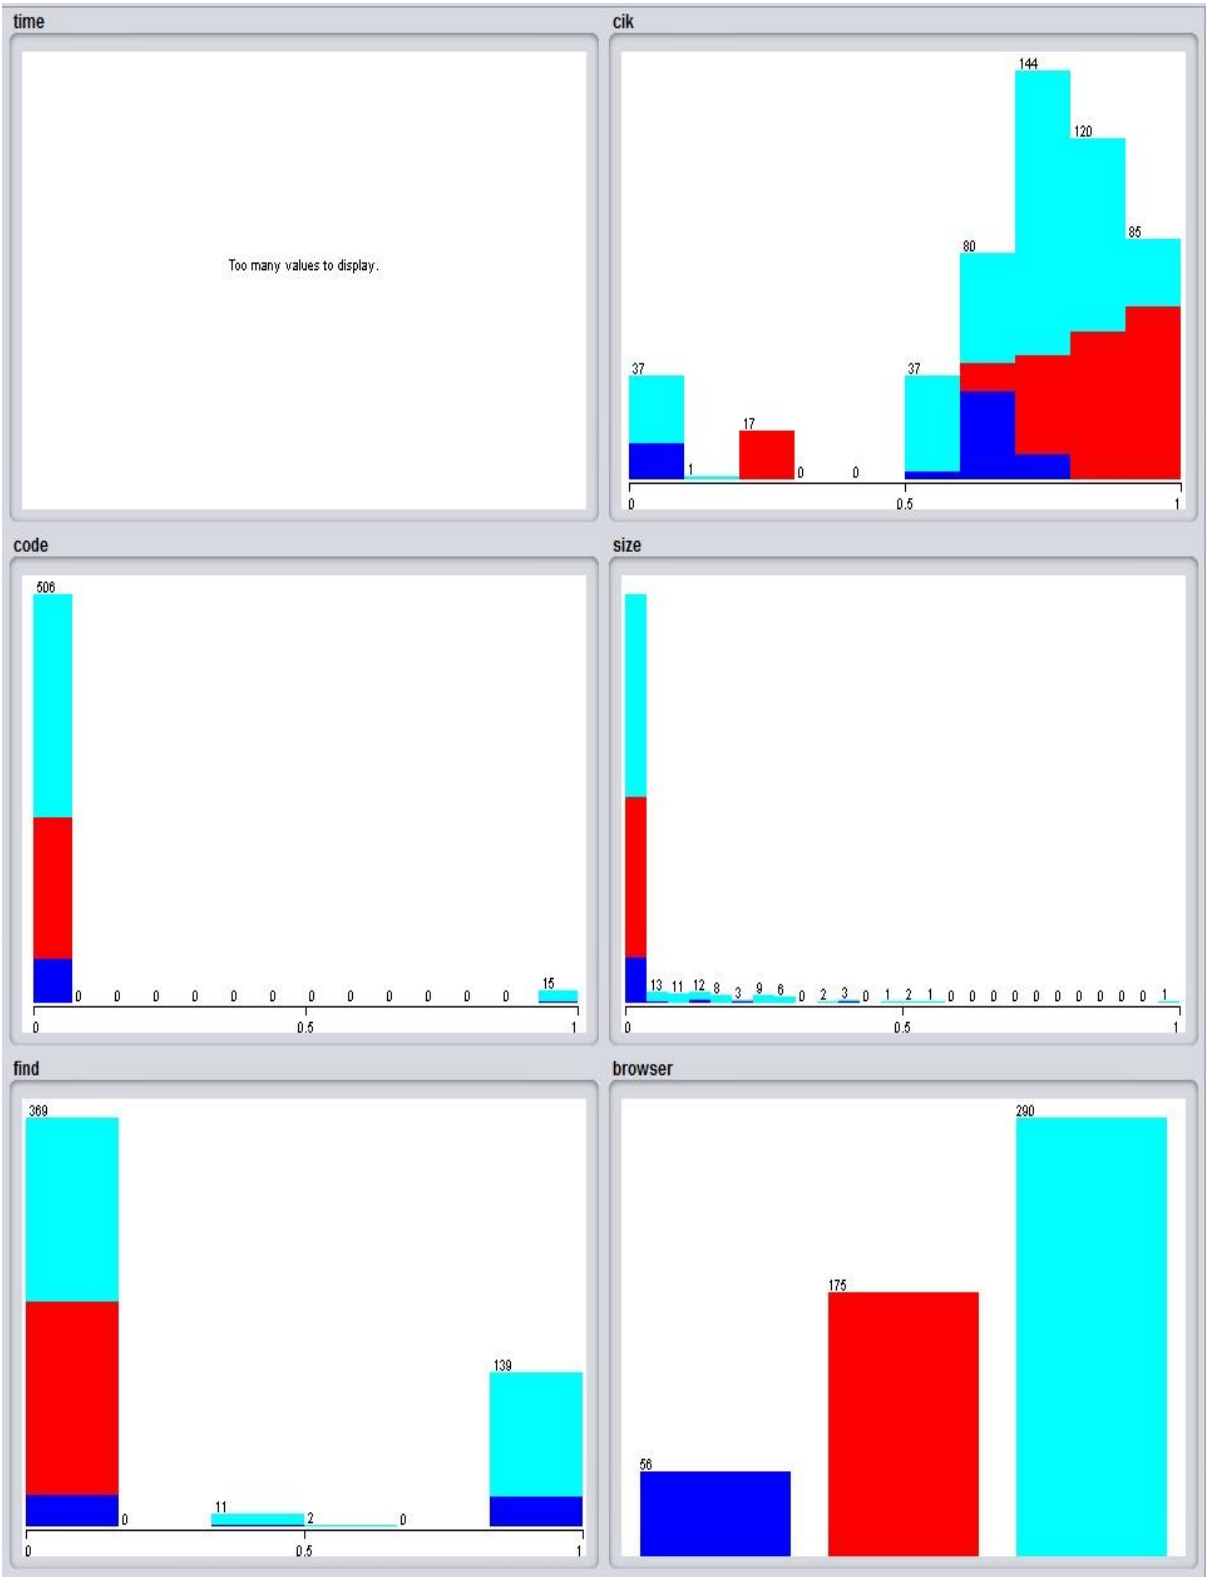 time
Too many values to display.
cik
37 1 17 0 0 37 80 144 120 85
0 0.5 1
code
506 0 0 0 0 0 0 0 0 0 0 0 0 15
0 0.5 1
size
13 11 12 8 3 9 6 0 2 3 0 1 2 1 0 0 0 0 0 0 0 0 0 0 1
0 0.5 1
find
369 0 11 2 0 139
0 0.5 1
browser
56 175 290